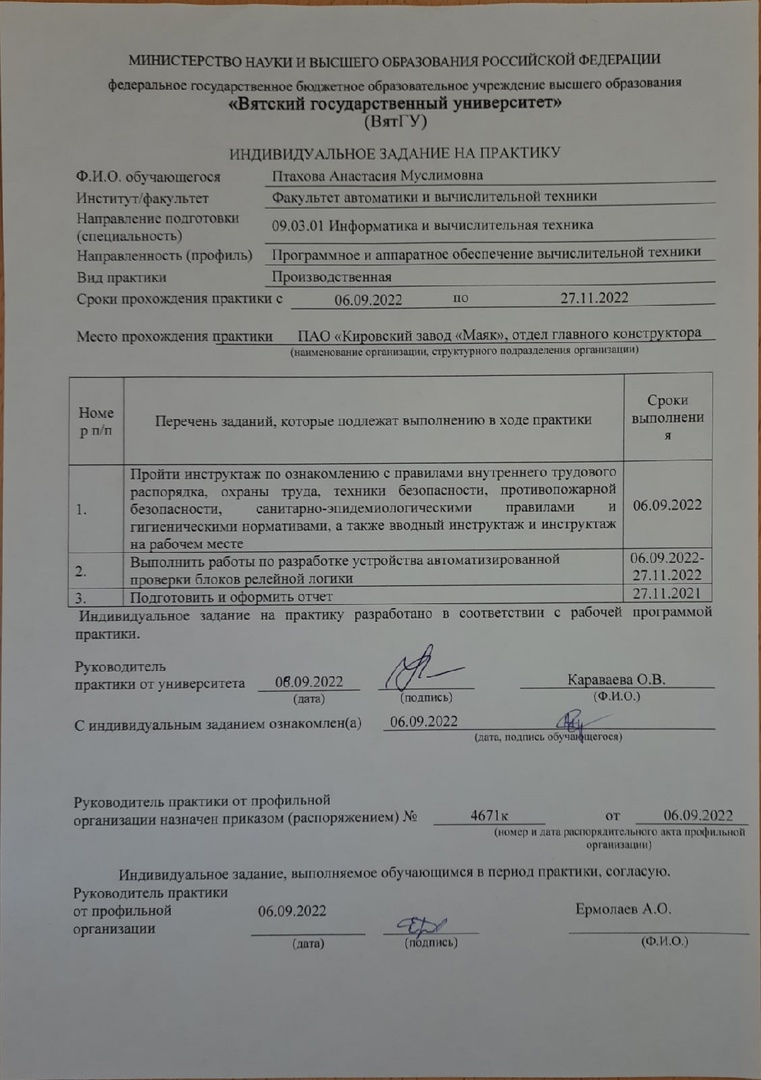 МИНИСТЕРСТВО НАУКИ И ВЫСШЕГО ОБРАЗОВАНИЯ РОССИЙСКОЙ ФЕДЕРАЦИИ
федеральное государственное бюджетное образовательное учреждение высшего образования
«Вятский государственный университет»
(ВятГУ)
ИНДИВИДУАЛЬНОЕ ЗАДАНИЕ НА ПРАКТИКУ
Ф.И.О. обучающегося Птахова Анастасия Муслимовна
Институт/факультет Факультет автоматики и вычислительной техники
Направление подготовки
(специальность) 09.03.01 Информатика и вычислительная техника
Направленность (профиль) Программное и аппаратное обеспечение вычислительной техники
Вид практики Производственная
Сроки прохождения практики с 06.09.2022 по 27.11.2022
Место прохождения практики ПАО «Кировский завод «Маяк», отдел главного конструктора
(наименование организации, структурного подразделения организации)
Номе
р п/п
Перечень заданий, которые подлежат выполнению в ходе практики
Сроки
выполнени
я
1.
Пройти инструктаж по ознакомлению с правилами внутреннего трудового
распорядка, охраны труда, техники безопасности, противопожарной
безопасности, санитарно-эпидемиологическими правилами и
гигиеническими нормативами, а также вводный инструктаж и инструктаж
на рабочем месте
06.09.2022
2.
Выполнить работы по разработке устройства автоматизированной
проверки блоков релейной логики
06.09.2022-
27.11.2022
3. Подготовить и оформить отчет 27.11.2021
Индивидуальное задание на практику разработано в соответствии с рабочей программой
практики.
Руководитель
практики от университета 06.09.2022 Караваева О.В.
(дата) (подпись) (Ф.И.О.)
С индивидуальным заданием ознакомлен(а) 06.09.2022
(дата, подпись обучающегося)
Руководитель практики от профильной
организации назначен приказом (распоряжением) № 4671к от 06.09.2022
(номер и дата распорядительного акта профильной
организации)
Индивидуальное задание, выполняемое обучающимся в период практики, согласую.
Руководитель практики
от профильной 06.09.2022 Ермолаев А.О.
организации
(дата) (подпись) (Ф.И.О.)